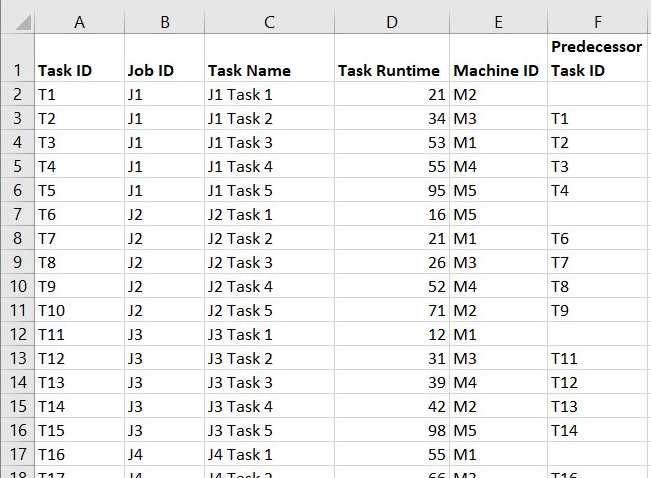 A B C D E F
1 Task ID Job ID Task Name Task Runtime Machine ID Predecessor Task ID
2 T1 J1 J1 Task 1 21 M2
3 T2 J1 J1 Task 2 34 M3 T1
4 T3 J1 J1 Task 3 53 M1 T2
5 T4 J1 J1 Task 4 55 M4 T3
6 T5 J1 J1 Task 5 95 M5 T4
7 T6 J2 J2 Task 1 16 M5
8 T7 J2 J2 Task 2 21 M1 T6
9 T8 J2 J2 Task 3 26 M3 T7
10 T9 J2 J2 Task 4 52 M4 T8
11 T10 J2 J2 Task 5 71 M2 T9
12 T11 J3 J3 Task 1 12 M1
13 T12 J3 J3 Task 2 31 M3 T11
14 T13 J3 J3 Task 3 39 M4 T12
15 T14 J3 J3 Task 4 42 M2 T13
16 T15 J3 J3 Task 5 98 M5 T14
17 T16 J4 J4 Task 1 55 M1
18 T17 J4 J4 Task 2 66 T16